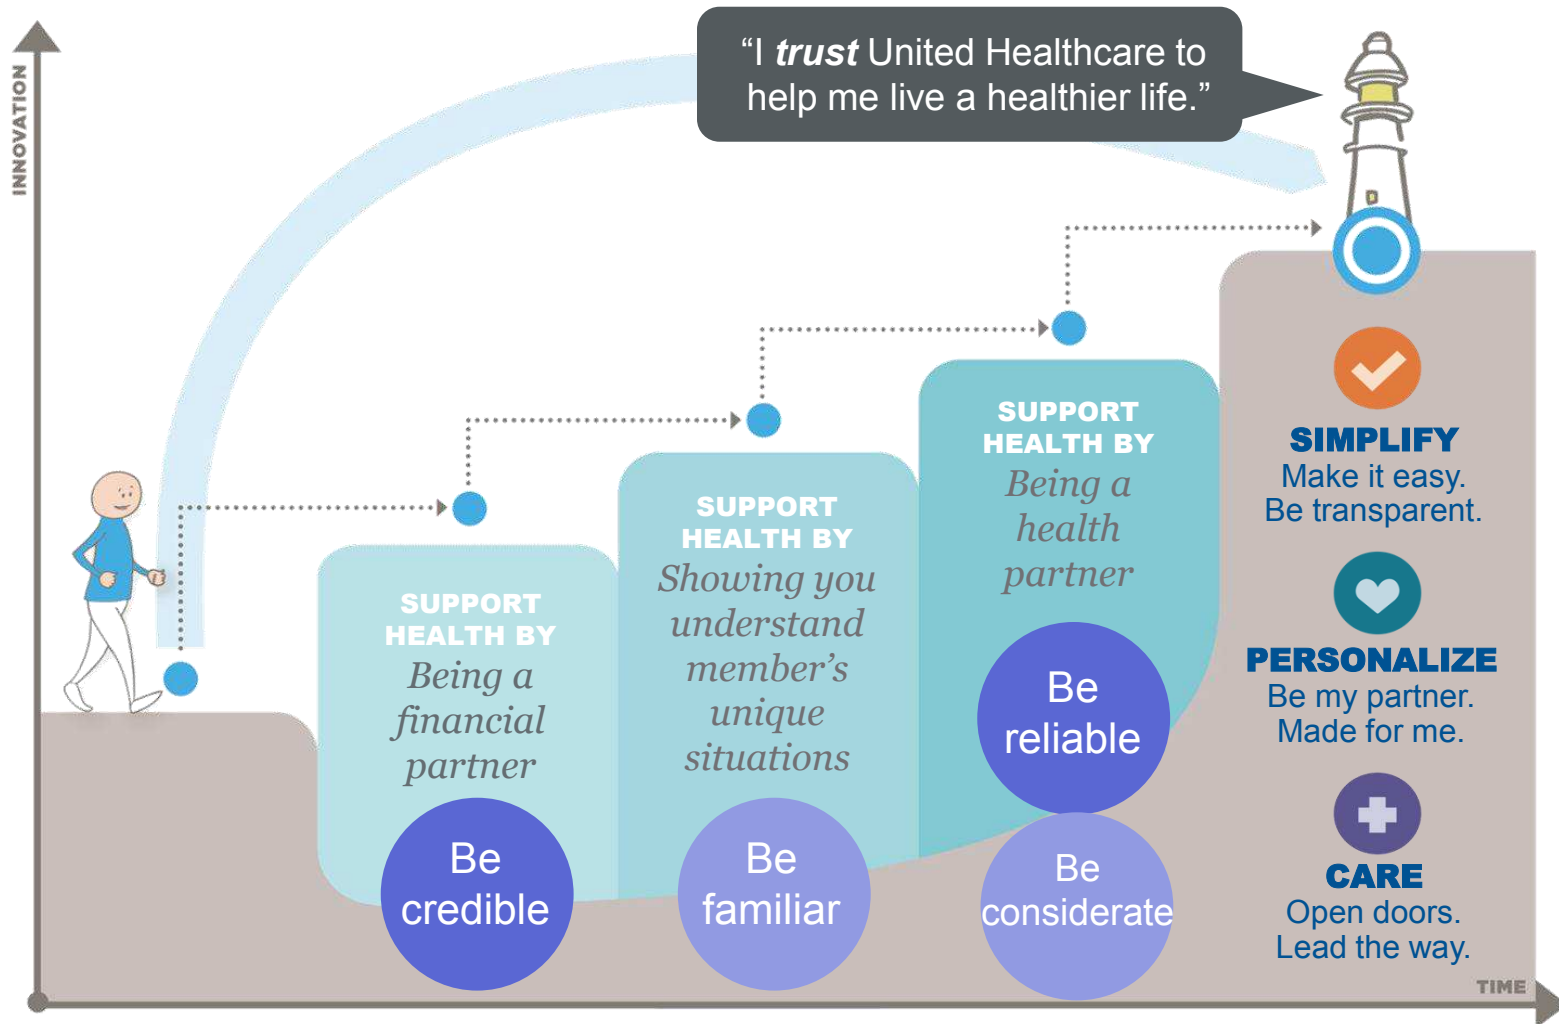 INNOVATION
“I trust United Healthcare to
help me live a healthier life.”
SUPPORT
HEALTH BY
Being a
financial
partner
Be
credible
SUPPORT
HEALTH BY
Showing you
understand
member’s
unique
situations
Be
familiar
SUPPORT
HEALTH BY
Being a
health
partner
Be
reliable
Be
considerate
SIMPLIFY
Make it easy.
Be transparent.
PERSONALIZE
Be my partner.
Made for me.
CARE
Open doors.
Lead the way.
TIME